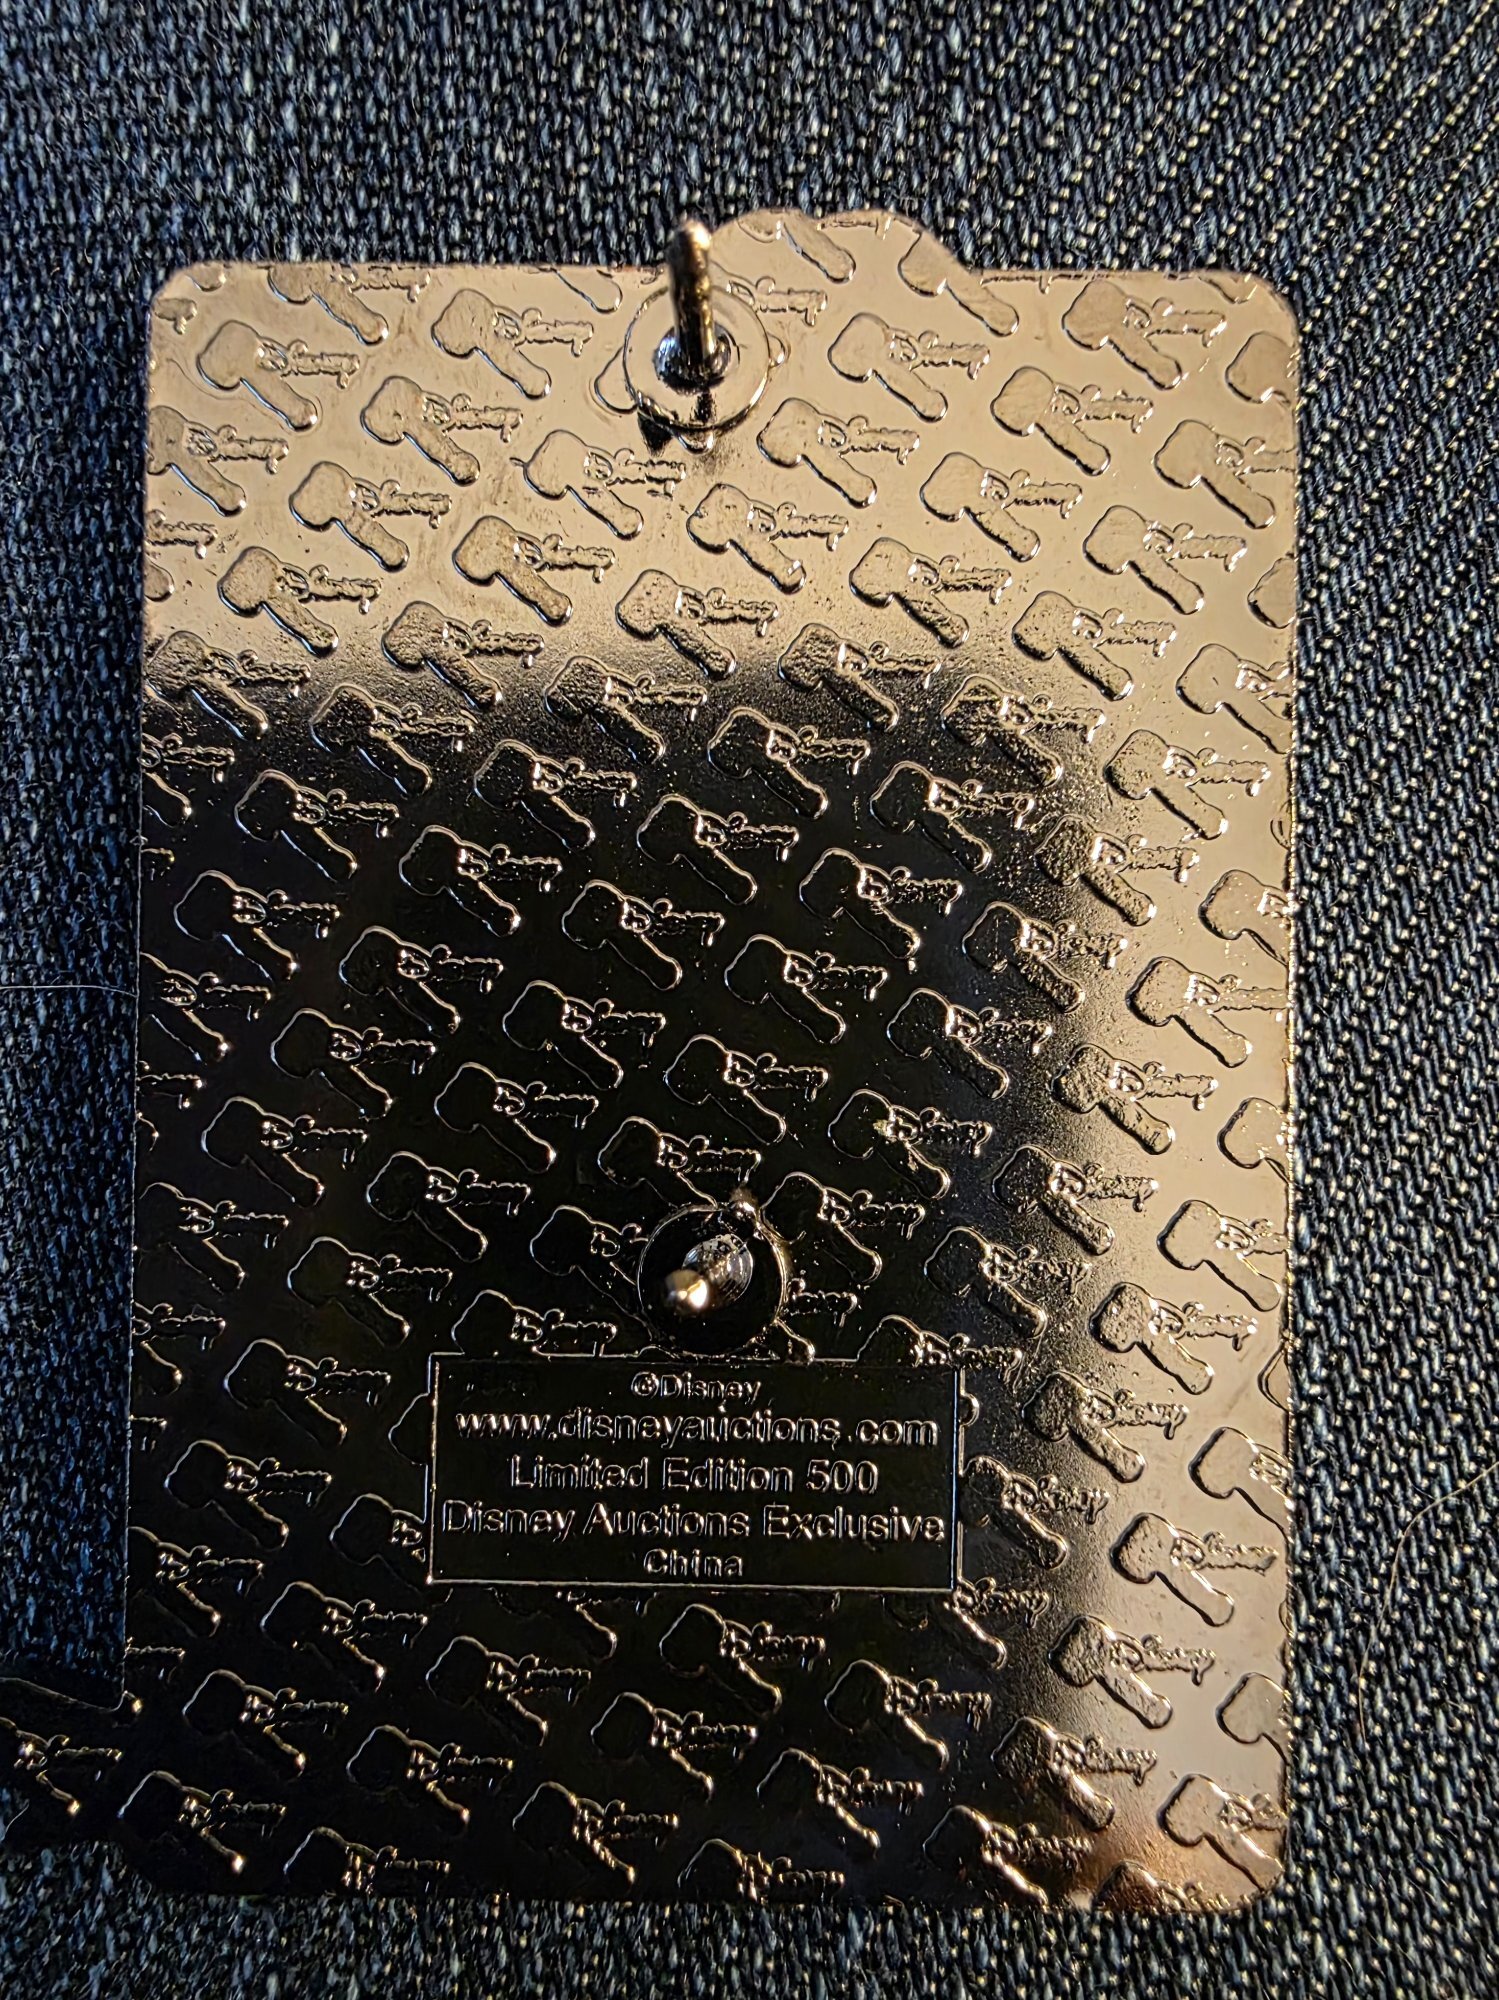 ©Disney
www.disneyauctions.com
Limited Edition 500
Disney Auctions Exclusive
China